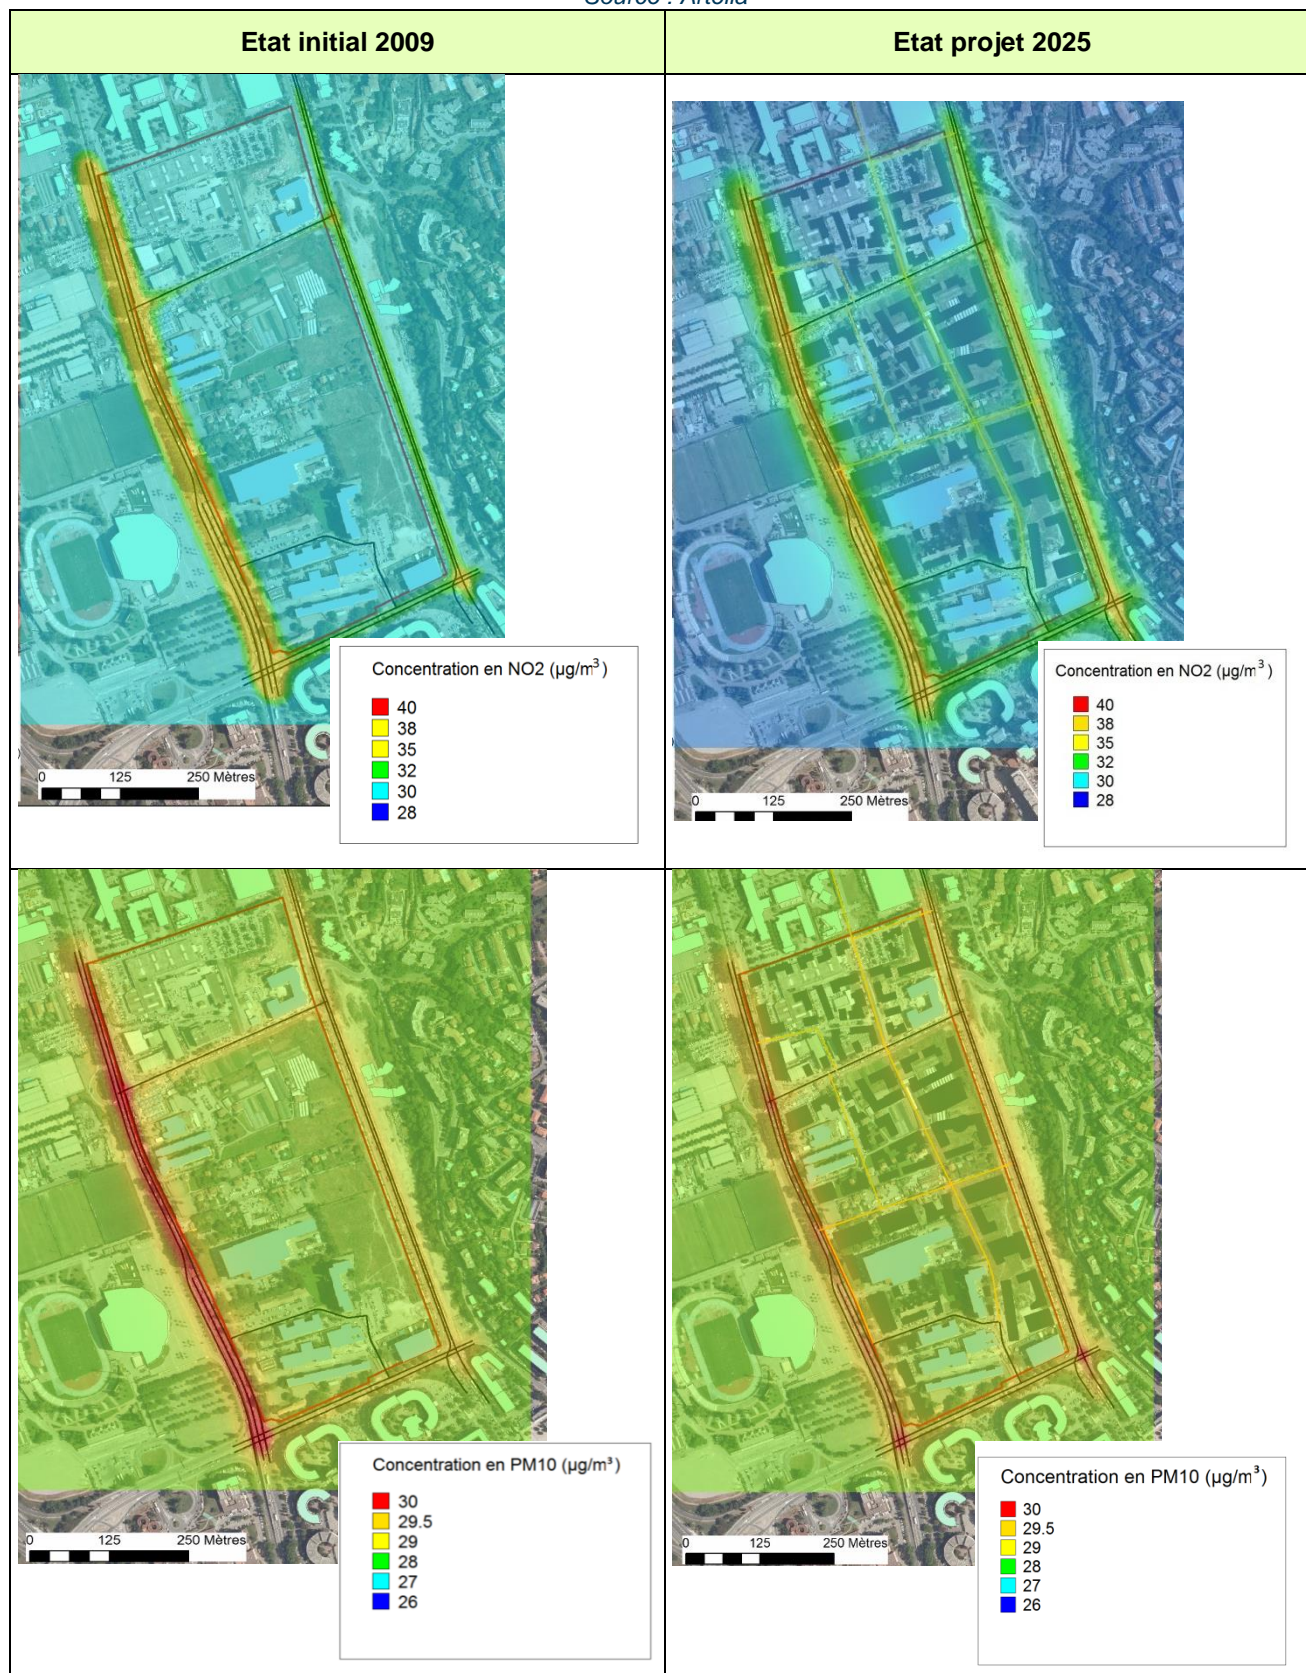 Source : Artelia
Etat initial 2009
Etat projet 2025
Concentration en NO2 (µg/m³)
40
38
35
32
30
28
0 125 250 Mètres
Concentration en NO2 (µg/m³)
40
38
35
32
30
28
0 125 250 Mètres
Concentration en PM10 (µg/m³)
30
29.5
29
28
27
26
0 125 250 Mètres
Concentration en PM10 (µg/m³)
30
29.5
29
28
27
26
0 125 250 Mètres